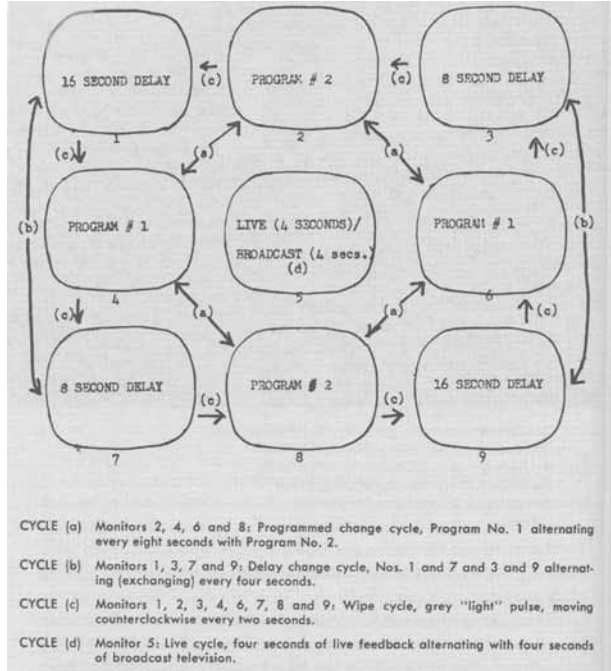 15 SECOND DELAY
(c)
PROGRAM # 2
(c)
8 SECOND DELAY
1
2
3
(c)
(a)
(a)
(c)
(b)
PROGRAM # 1
LIVE (4 SECONDS)/
BROADCAST (4 secs.)
(d)
PROGRAM # 1
(b)
4
5
6
(c)
(a)
(a)
(c)
8 SECOND DELAY
(c)
PROGRAM # 2
(c)
16 SECOND DELAY
7
8
9
CYCLE (a) Monitors 2, 4, 6 and 8: Programmed change cycle, Program No. 1 alternating
every eight seconds with Program No. 2.
CYCLE (b) Monitors 1, 3, 7 and 9: Delay change cycle, Nos. 1 and 7 and 3 and 9 alternat-
ing (exchanging) every four seconds.
CYCLE (c) Monitors 1, 2, 3, 4, 6, 7, 8 and 9: Wipe cycle, grey "light" pulse, moving
counterclockwise every two seconds.
CYCLE (d) Monitor 5: Live cycle, four seconds of live feedback alternating with four seconds
of broadcast television.